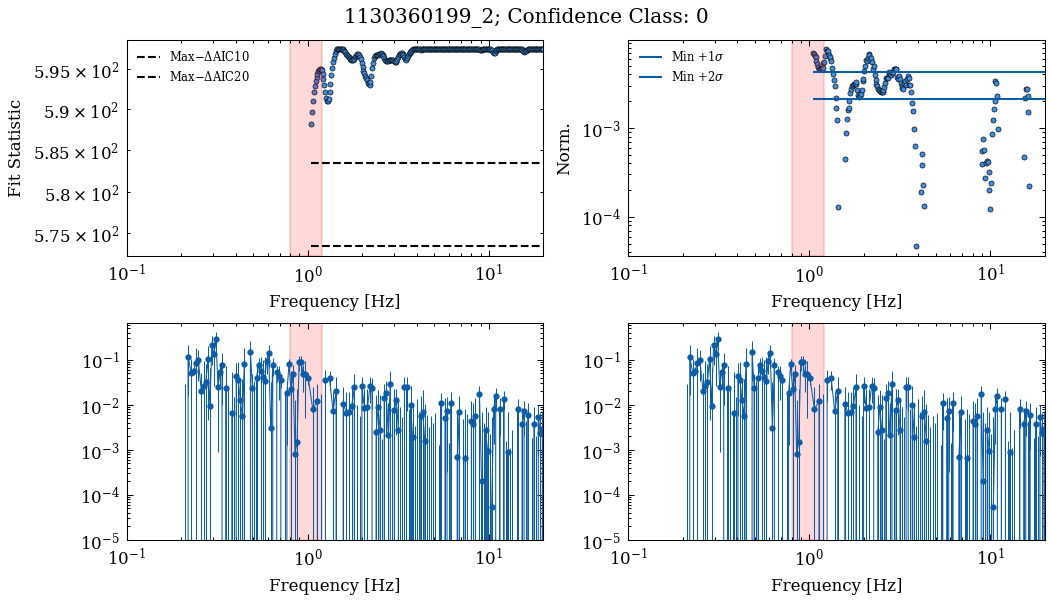 1130360199_2; Confidence Class: 0
Fit Statistic
5.95 × 10²
5.9 × 10²
5.85 × 10²
5.8 × 10²
5.75 × 10²
Max−ΔAIC10
Max−ΔAIC20
10⁻¹ 10⁰ 10¹
Frequency [Hz]
Norm.
10⁻³
10⁻⁴
Min +1σ
Min +2σ
10⁻¹ 10⁰ 10¹
Frequency [Hz]
10⁻¹
10⁻²
10⁻³
10⁻⁴
10⁻⁵
10⁻¹ 10⁰ 10¹
Frequency [Hz]
10⁻¹
10⁻²
10⁻³
10⁻⁴
10⁻⁵
10⁻¹ 10⁰ 10¹
Frequency [Hz]